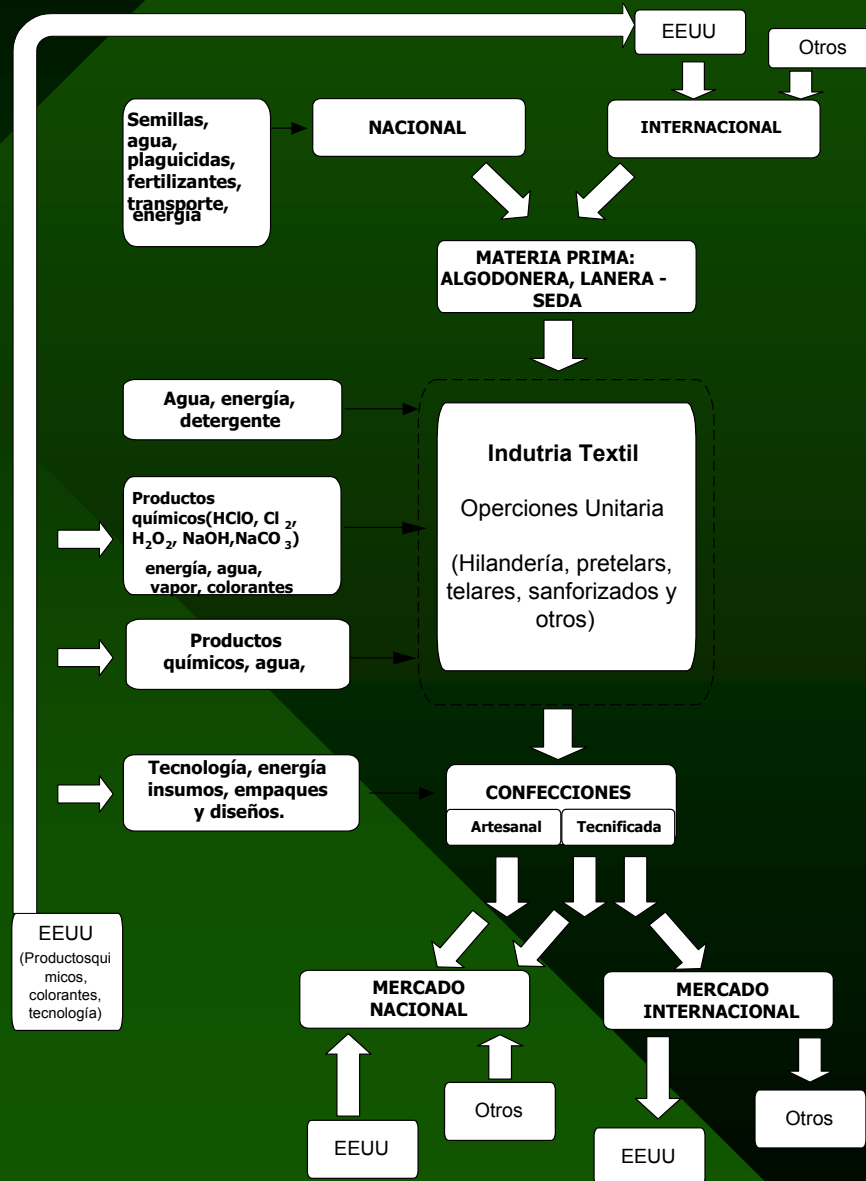 EEUU
Otros
Semillas,
agua,
plaguicidas,
fertilizantes,
transporte,
energía
NACIONAL
INTERNACIONAL
MATERIA PRIMA:
ALGODONERA, LANERA -
SEDA
Agua, energía,
detergente
Indutria Textil
Operciones Unitaria
(Hilandería, pretelars,
telares, sanforizados y
otros)
Productos
químicos(HClO, Cl 2,
H2O2, NaOH,NaCO 3)
energía, agua,
vapor, colorantes
Productos
químicos, agua,
Tecnología, energía
insumos, empaques
y diseños.
CONFECCIONES
Artesanal
Tecnificada
EEUU
(Productosquí
micos,
colorantes,
tecnología)
MERCADO
NACIONAL
MERCADO
INTERNACIONAL
EEUU
Otros
EEUU
Otros